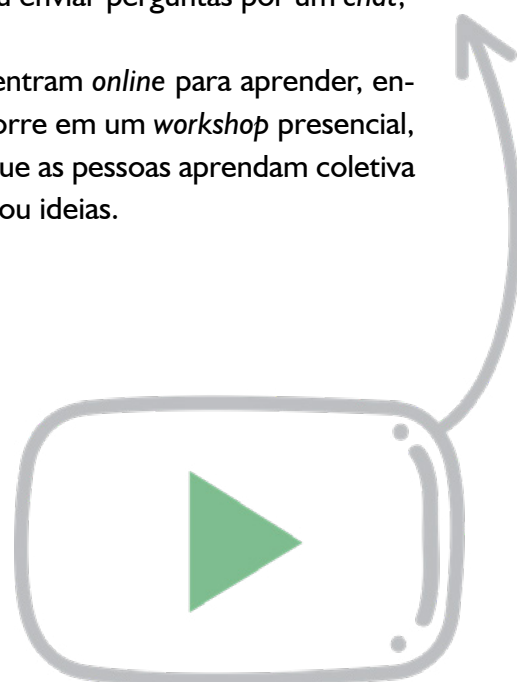 enviar perguntas por um chat,
entram online para aprender, en-
orre em um workshop presencial,
ue as pessoas aprendam coletiva
ou ideias.